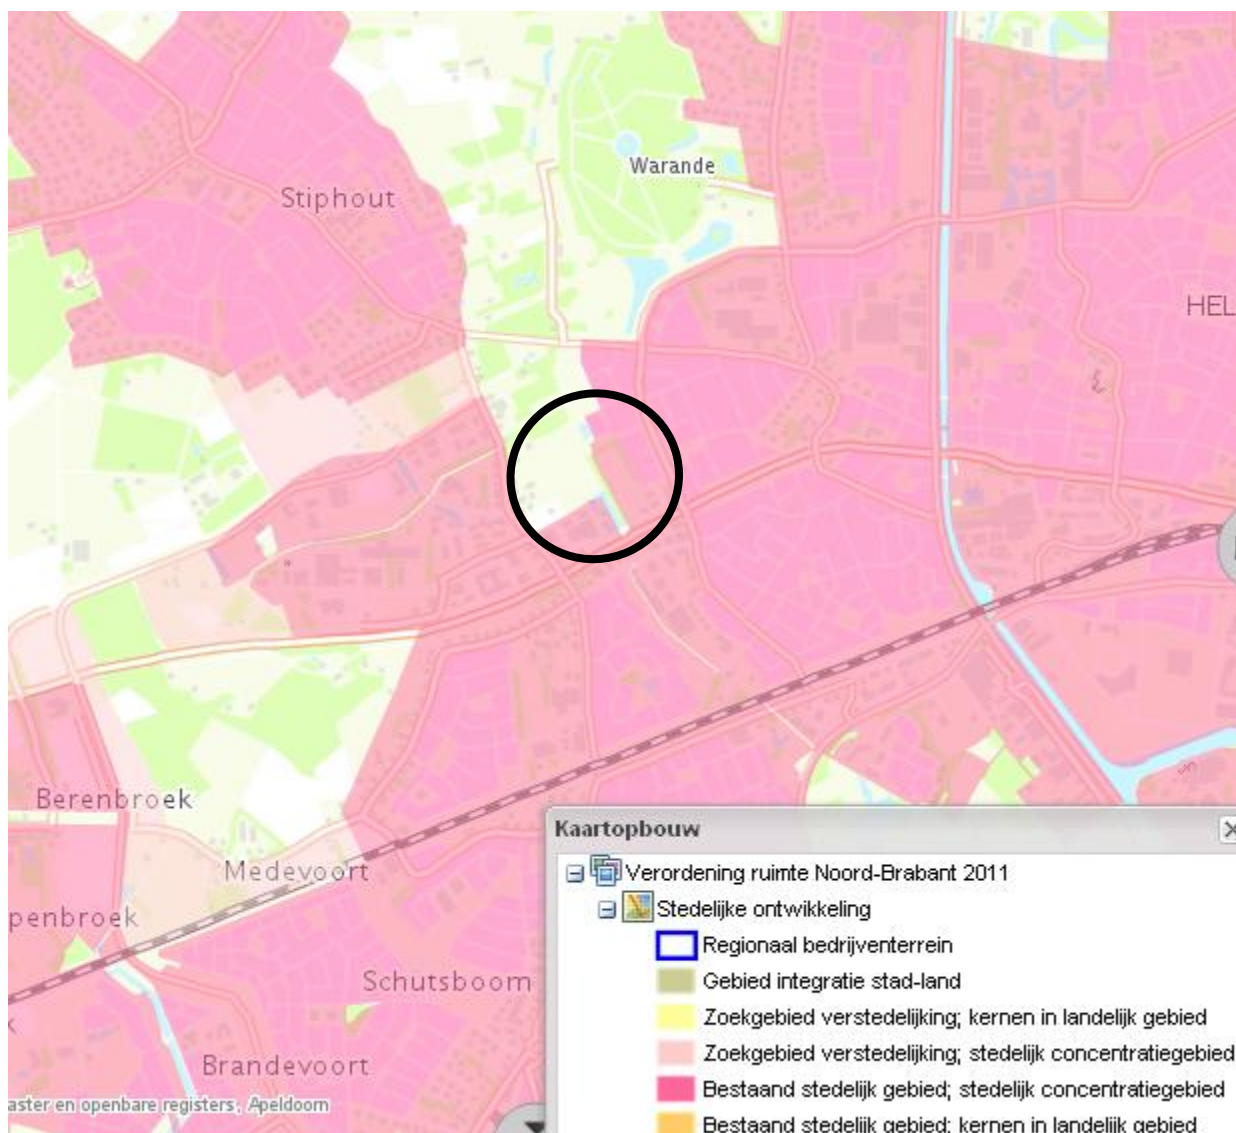 Warande
Stiphout
HEL
Berenbroek
Medevoort
penbroek
Schutsboom
Brandevoort
aster en openbare registers, Apeldoorn
Kaartopbouw
Verordening ruimte Noord-Brabant 2011
Stedelijke ontwikkeling
Regionaal bedrijventerrein
Gebied integratie stad-land
Zoekgebied verstedelijking; kernen in landelijk gebied
Zoekgebied verstedelijking; stedelijk concentratiegebied
Bestaand stedelijk gebied; stedelijk concentratiegebied
Bestaand stedelijk gebied; kernen in landelijk gebied